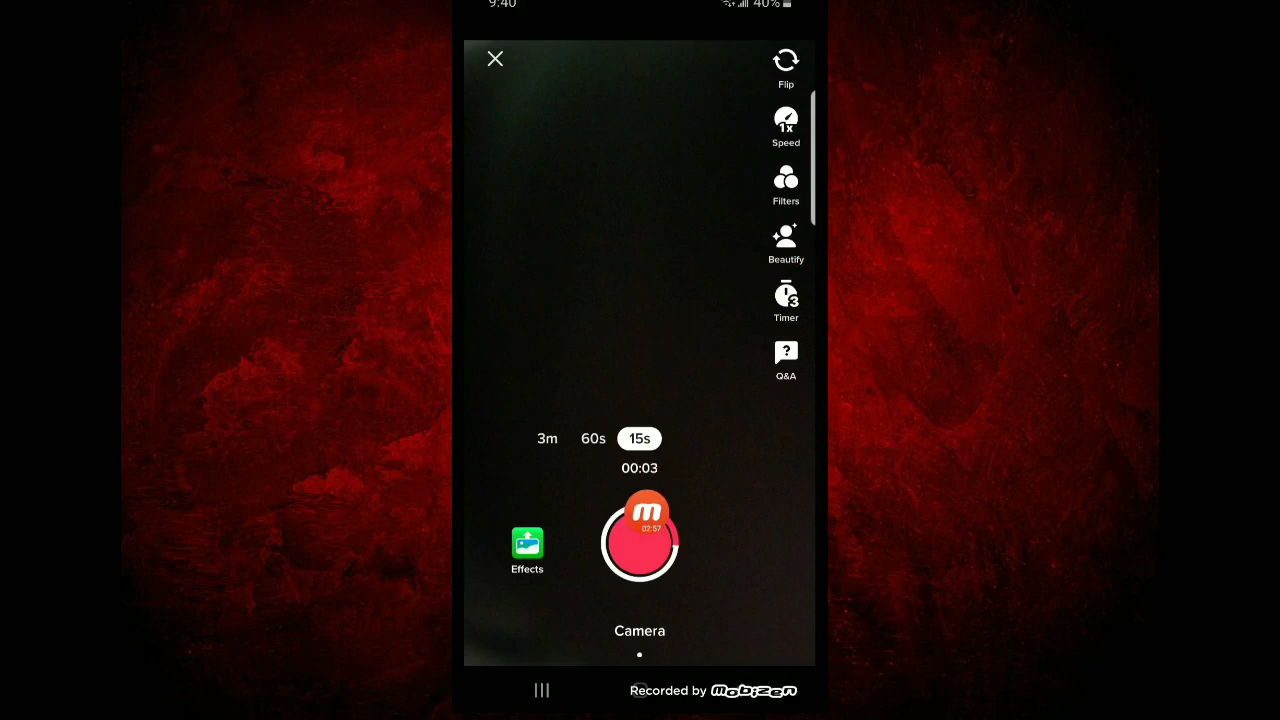 9:40
40%
Flip
1x
Speed
Filters
Beautify
3
Timer
?
Q&A
3m 60s 15s
00:03
m
02:57
Effects
Camera
Recorded by mobizen